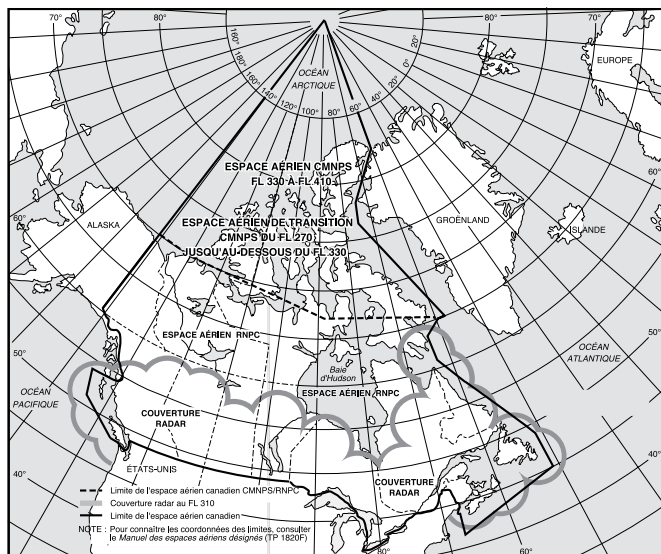 70°
80°
80°
70°
EUROPE
160°
160°
140°
120°
100°
80°
60°
40°
0°
20°
OCÉAN
ARCTIQUE
60°
60°
ESPACE AÉRIEN CMNPS
FL 330 À FL 410
ALASKA
ESPACE AÉRIEN DE TRANSITION
CMNPS DU FL 270
JUSQU'AU-DESSOUS DU FL 330
GROËNLAND
ISLANDE
50°
50°
ESPACE AÉRIEN RNPC
OCÉAN
ATLANTIQUE
Baie
d'Hudson
ESPACE AÉRIEN RNPC
OCÉAN
PACIFIQUE
COUVERTURE
RADAR
40°
40°
ÉTATS-UNIS
COUVERTURE
RADAR
Limite de l'espace aérien canadien CMNPS/RNPC
Couverture radar au FL 310
Limite de l'espace aérien canadien
NOTE : Pour connaître les coordonnées des limites, consulter
le Manuel des espaces aériens désignés (TP 1820F)
80°
60°